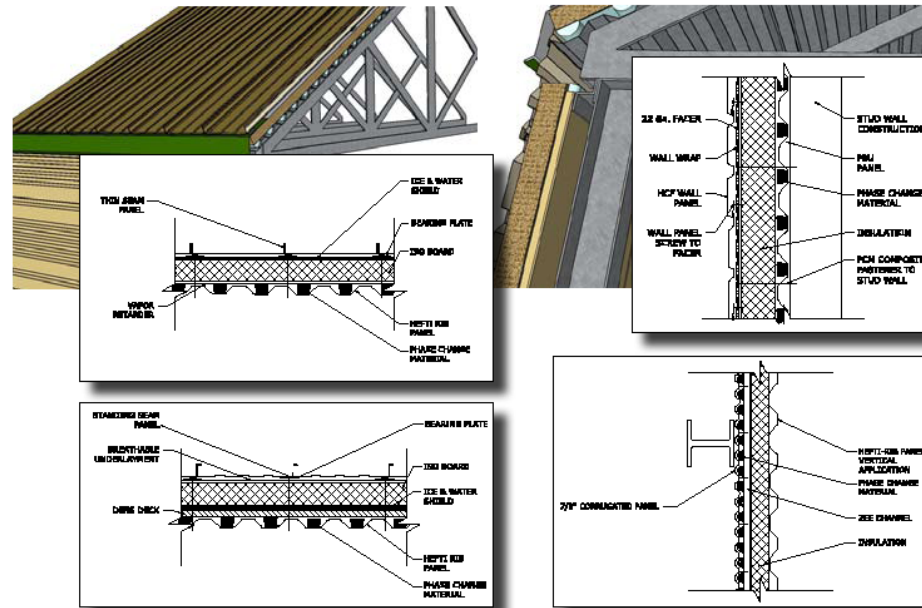 THIN SEAM
PANEL
ICE & WATER
SHIELD
BEARING PLATE
ISO BOARD
VAPOR
RETARDER
HEFTI RIB
PANEL
PHASE CHANGE
MATERIAL
STANDING SEAM
PANEL
BREATHABLE
UNDERLAYMENT
DENS DECK
BEARING PLATE
ISO BOARD
ICE & WATER
SHIELD
HEFTI RIB
PANEL
PHASE CHANGE
MATERIAL
22 GA. FACER
WALL WRAP
HCF WALL
PANEL
WALL PANEL
SCREW TO
FACER
STUD WALL
CONSTRUCTION
PANEL
PHASE CHANGE
MATERIAL
INSULATION
PCM COMPOSITE
FASTENER TO
STUD WALL
7/8" CORRUGATED PANEL
HEFTI-RIB PANEL
VERTICAL
APPLICATION
PHASE CHANGE
MATERIAL
ZEE CHANNEL
INSULATION